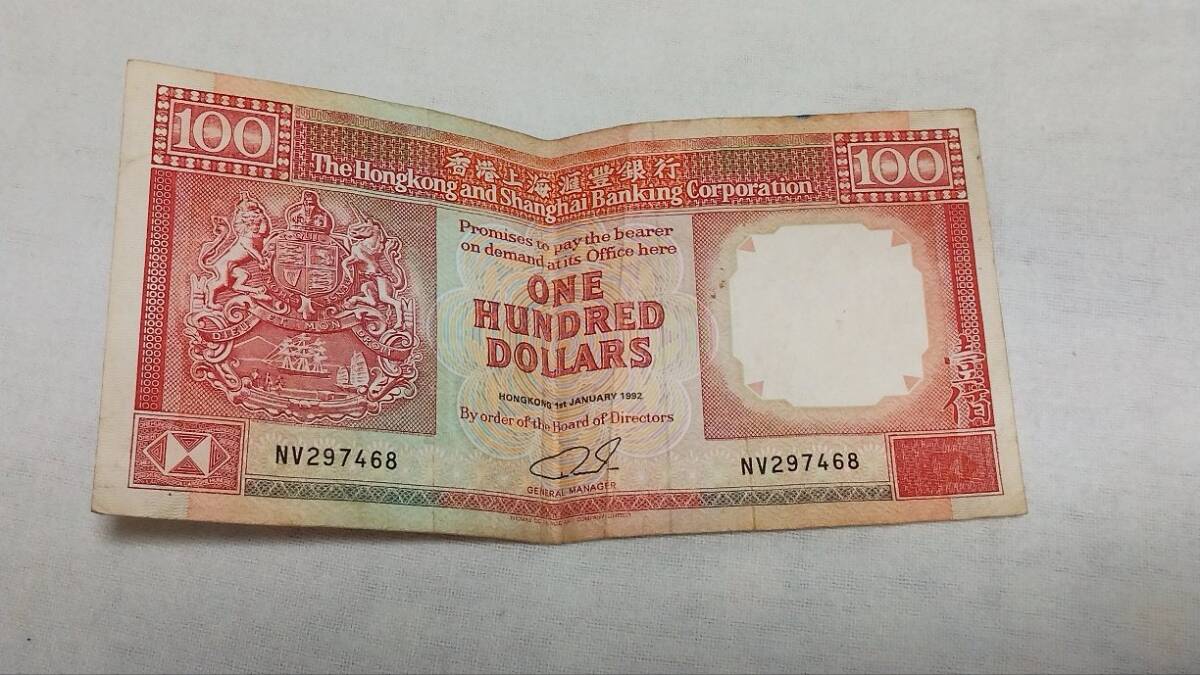 100
香港上海滙豐銀行
The Hongkong and Shanghai Banking Corporation
100
Promises to pay the bearer
on demand at its Office here
ONE
HUNDRED
DOLLARS
HONGKONG 1st JANUARY 1992
By order of the Board of Directors
GENERAL MANAGER
NV297468
NV297468